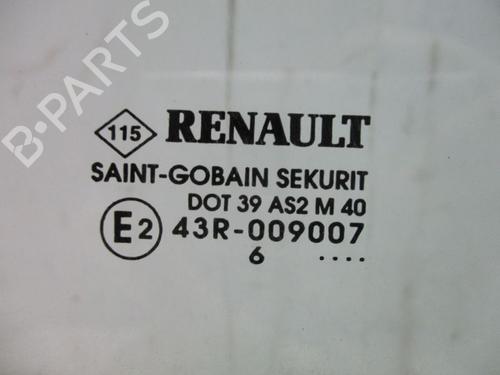 B-PARTS
115 RENAULT
SAINT-GOBAIN SEKURIT
DOT 39 AS2 M 40
E2 43R-009007
6 ....